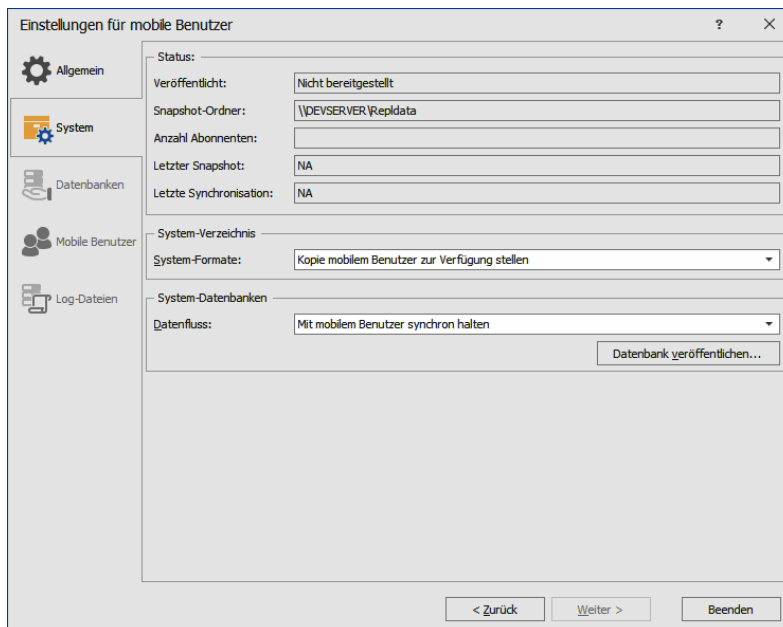 Einstellungen für mobile Benutzer ? ×
Allgemein
System
Datenbanken
Mobile Benutzer
Log-Dateien
Status:
Veröffentlicht: Nicht bereitgestellt
Snapshot-Ordner: \\DEVSERVER\Repldata
Anzahl Abonnenten:
Letzter Snapshot: NA
Letzte Synchronisation: NA
System-Verzeichnis
System-Formate: Kopie mobilem Benutzer zur Verfügung stellen
System-Datenbanken
Datenfluss: Mit mobilem Benutzer synchron halten
Datenbank veröffentlichen...
< Zurück Weiter > Beenden